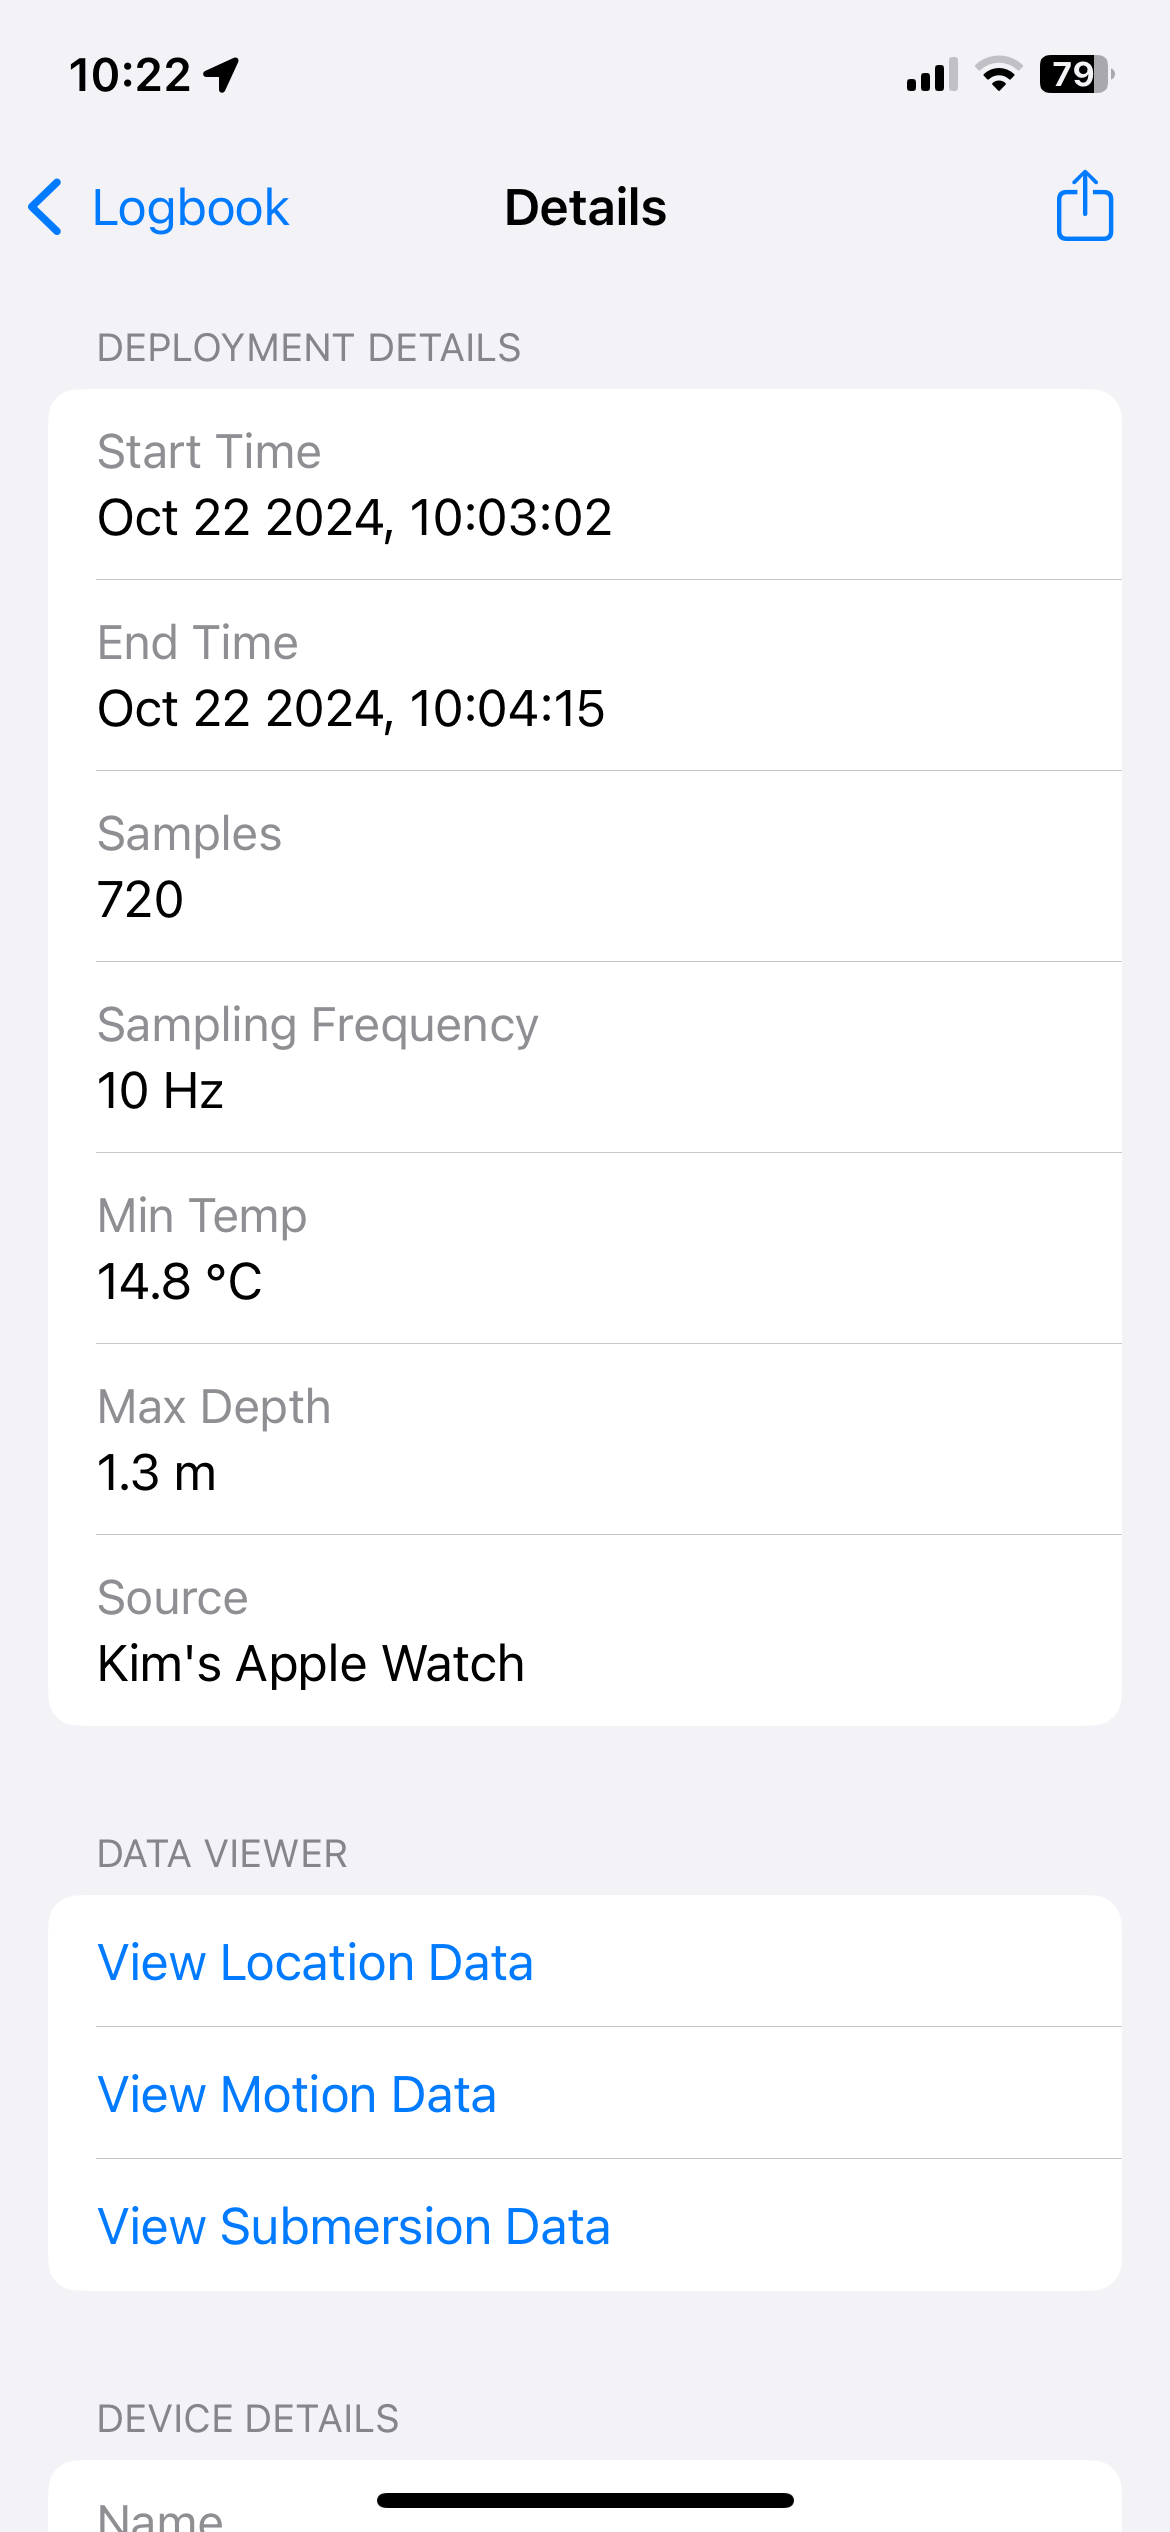 10:22
79
Logbook
Details
DEPLOYMENT DETAILS
Start Time
Oct 22 2024, 10:03:02
End Time
Oct 22 2024, 10:04:15
Samples
720
Sampling Frequency
10 Hz
Min Temp
14.8 °C
Max Depth
1.3 m
Source
Kim's Apple Watch
DATA VIEWER
View Location Data
View Motion Data
View Submersion Data
DEVICE DETAILS
Name